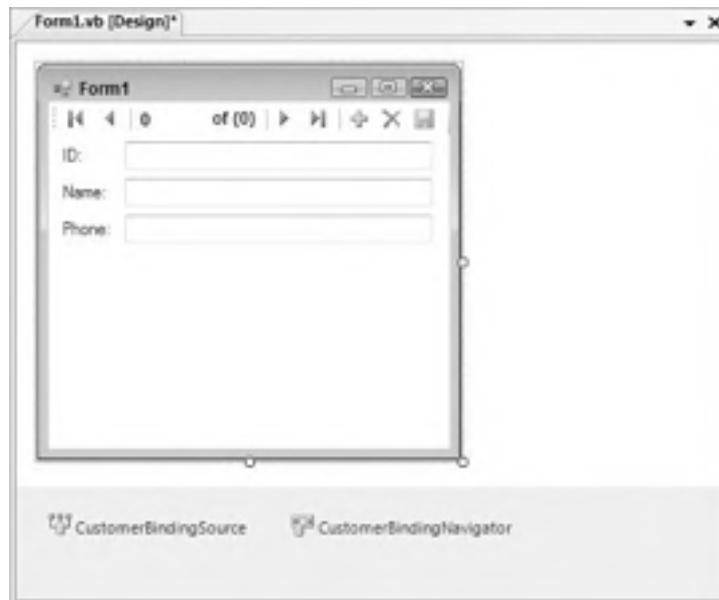 Form1.vb [Design]*
Form1
0 of {0}
ID:
Name:
Phone:
CustomerBindingSource
CustomerBindingNavigator